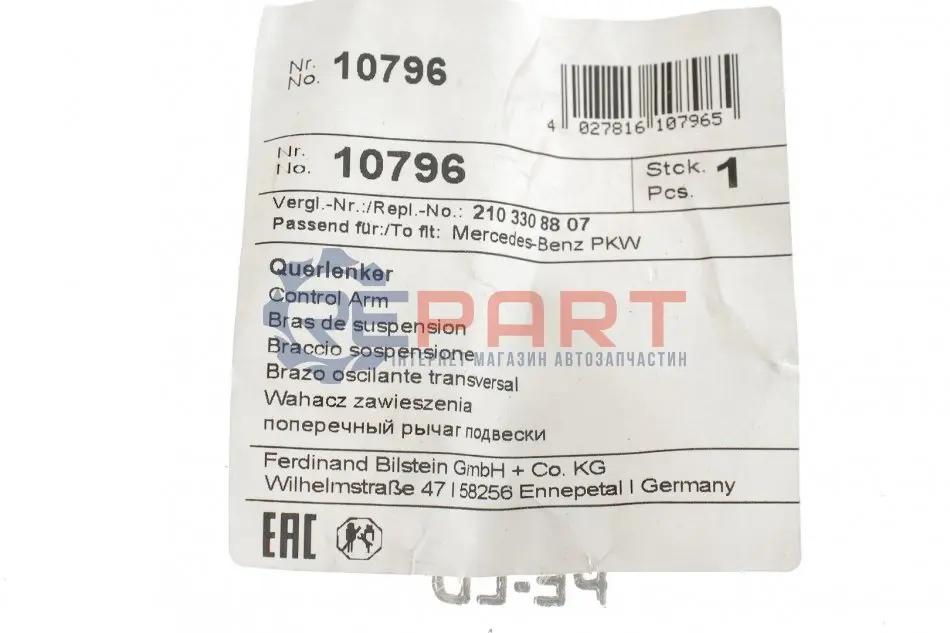 Nr.
No. 10796
4 027816 107965
Nr.
No. 10796
Stck.
Pcs. 1
Vergl.-Nr.:/Repl.-No.: 210 330 88 07
Passend für:/To fit: Mercedes-Benz PKW
Querlenker
Control Arm
Bras de suspension
Braccio sospensione
Brazo oscilante transversal
Wahacz zawieszenia
поперечный рычаг подвески
REPART
ІНТЕРНЕТ МАГАЗИН АВТОЗАПЧАСТИН
Ferdinand Bilstein GmbH + Co. KG
Wilhelmstraße 47 | 58256 Ennepetal | Germany
EAC